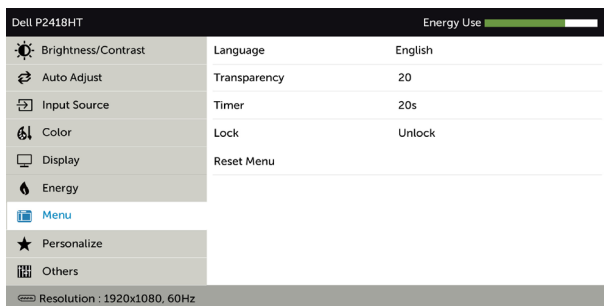 Dell P2418HT Energy Use
Brightness/Contrast Language English
Auto Adjust Transparency 20
Input Source Timer 20s
Color Lock Unlock
Display Reset Menu
Energy
Menu
Personalize
Others
Resolution : 1920x1080, 60Hz